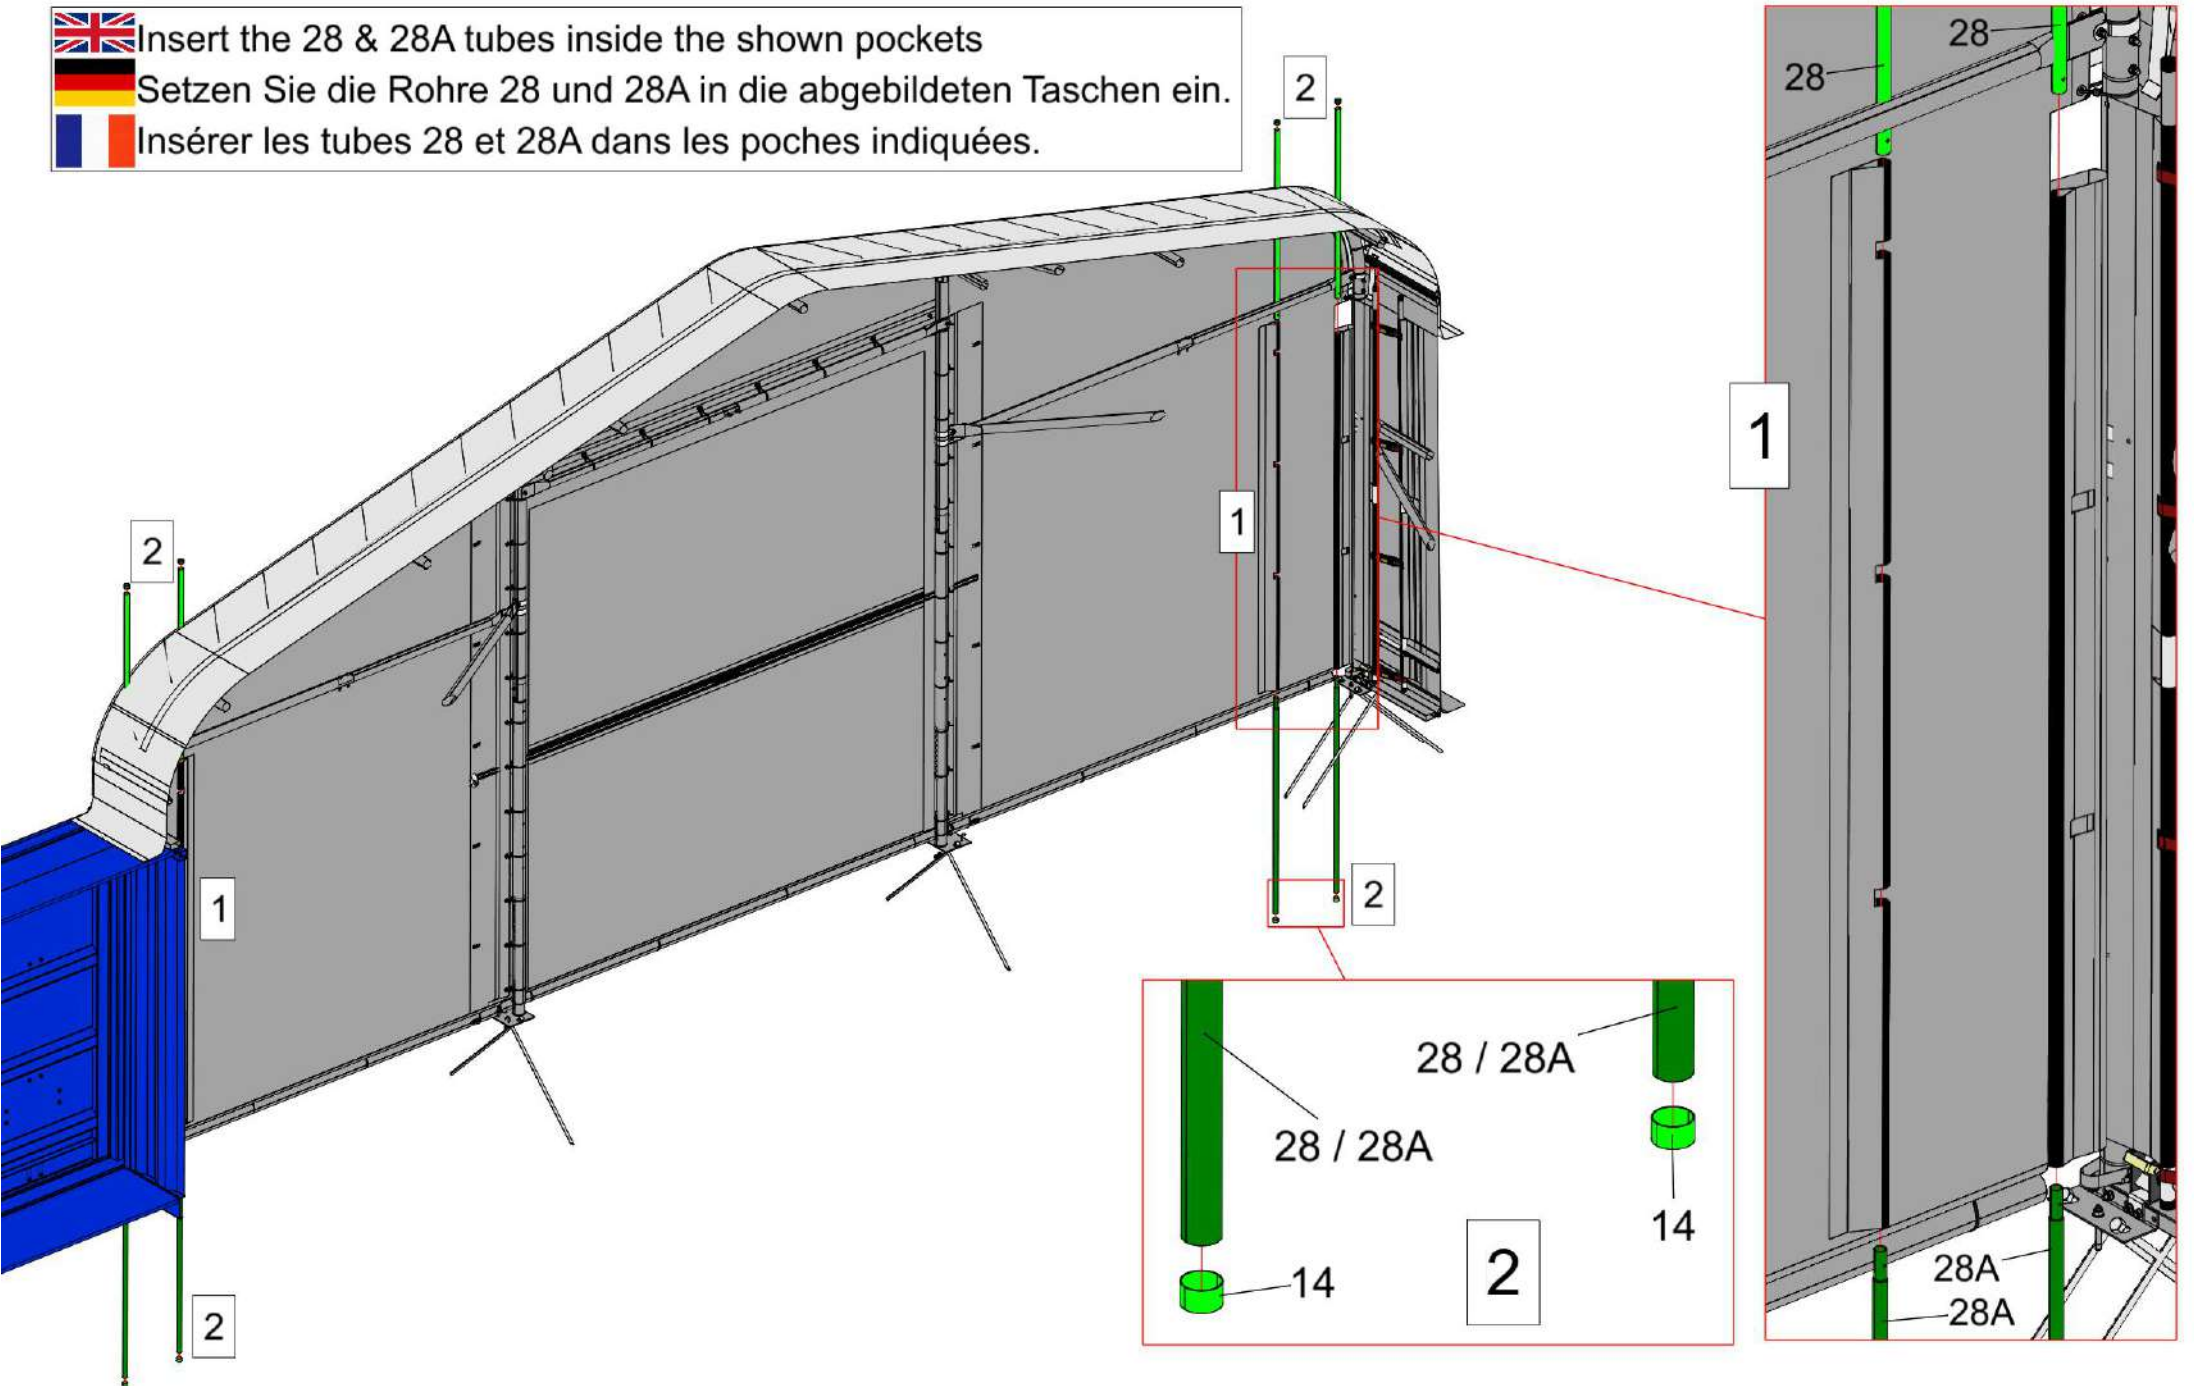 Insert the 28 & 28A tubes inside the shown pockets
Setzen Sie die Rohre 28 und 28A in die abgebildeten Taschen ein.
Insérer les tubes 28 et 28A dans les poches indiquées.
2
28
28
1
1
2
1
2
2
28 / 28A
28 / 28A
14
14
2
28A
28A